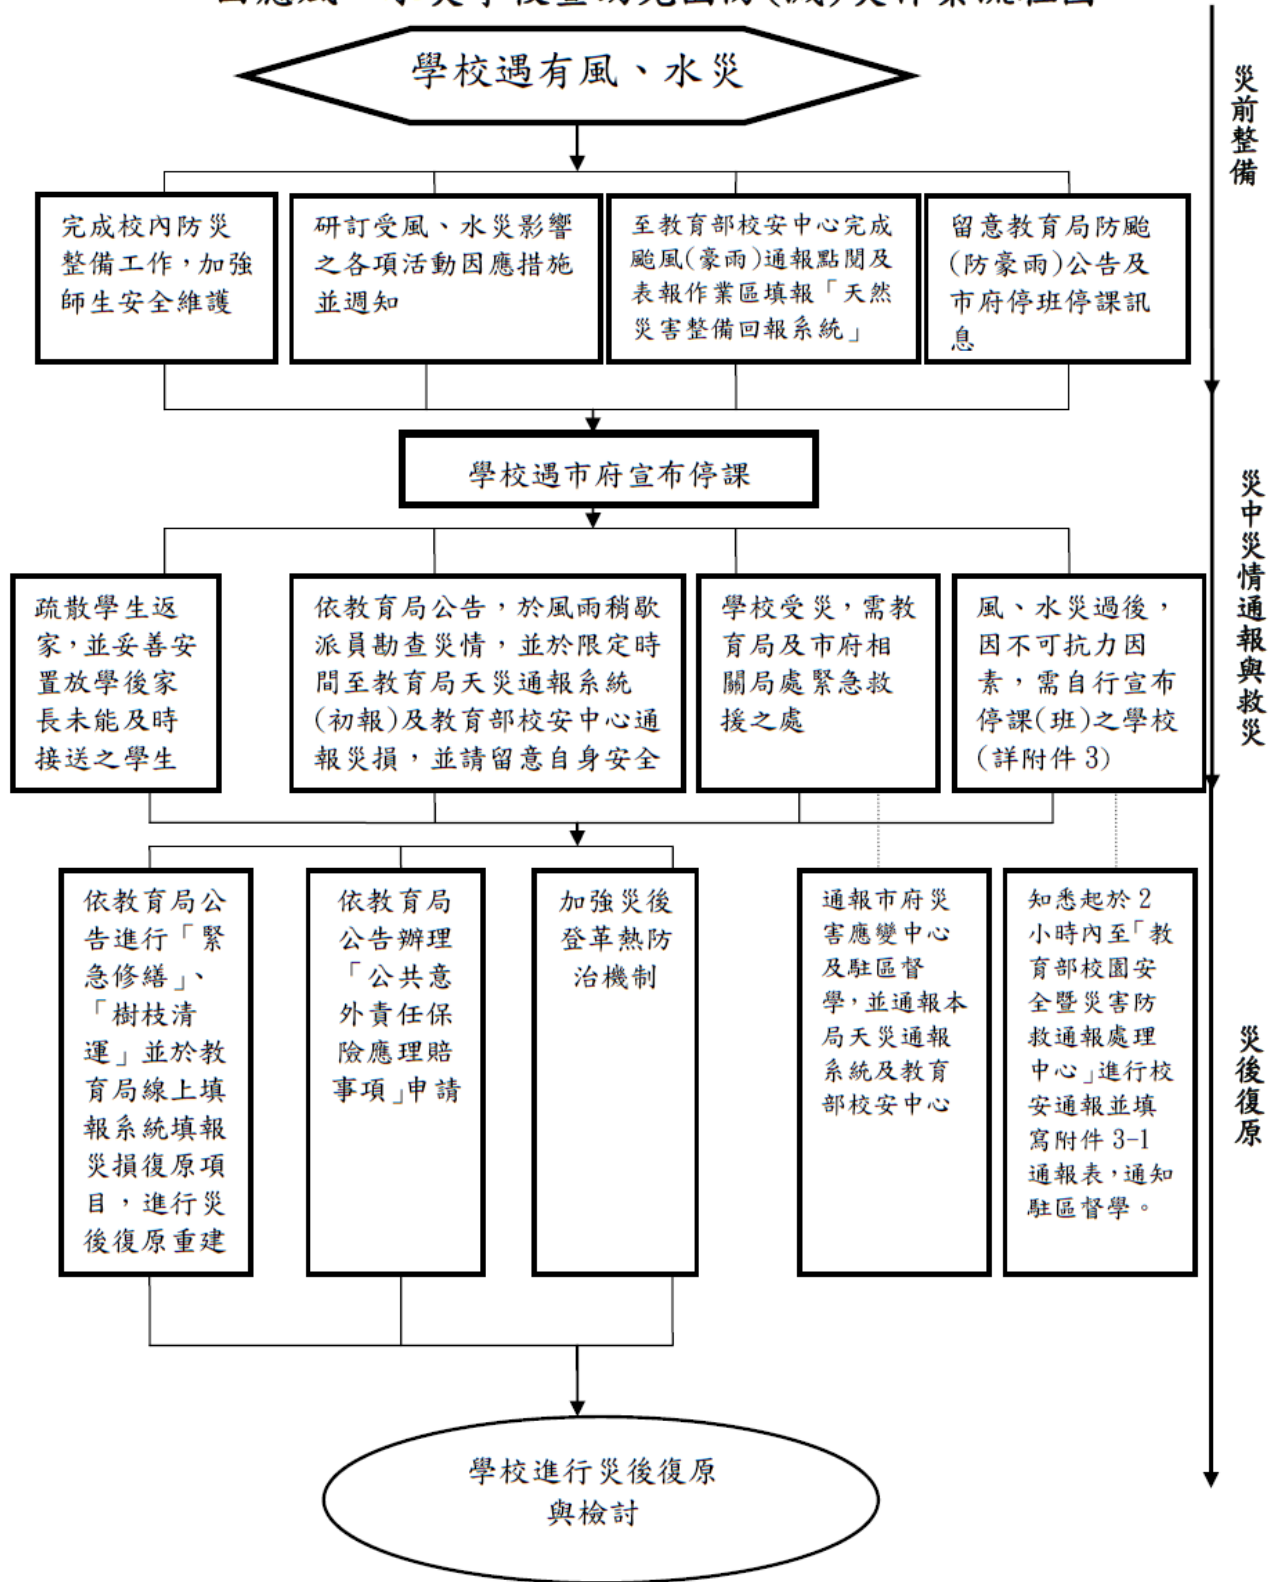 學校遇有風、水災
災前整備
完成校內防災
整備工作，加強
師生安全維護
研訂受風、水災影響
之各項活動因應措施
並週知
至教育部校安中心完成
颱風(豪雨)通報點閱及
表報作業區填報「天然
災害整備回報系統」
留意教育局防颱
(防豪雨)公告及
市府停班停課訊
息
學校遇市府宣布停課
災中災情通報與救災
疏散學生返
家，並妥善安
置放學後家
長未能及時
接送之學生
依教育局公告，於風雨稍歇
派員勘查災情，並於限定時
間至教育局天災通報系統
(初報)及教育部校安中心通
報災損，並請留意自身安全
學校受災，需教
育局及市府相
關局處緊急救
援之處
風、水災過後，
因不可抗力因
素，需自行宣布
停課(班)之學校
(詳附件 3)
依教育局公
告進行「緊
急修繕」、
「樹枝清
運」並於教
育局線上填
報系統填報
災損復原項
目，進行災
後復原重建
依教育局
公告辦理
「公共意
外責任保
險應理賠
事項」申請
加強災後
登革熱防
治機制
通報市府災
害應變中心
及駐區督
學，並通報本
局天災通報
系統及教育
部校安中心
知悉起於 2
小時內至「教
育部校園安
全暨災害防
救通報處理
中心」進行校
安通報並填
寫附件 3-1
通報表，通知
駐區督學。
災後復原
學校進行災後復原
與檢討